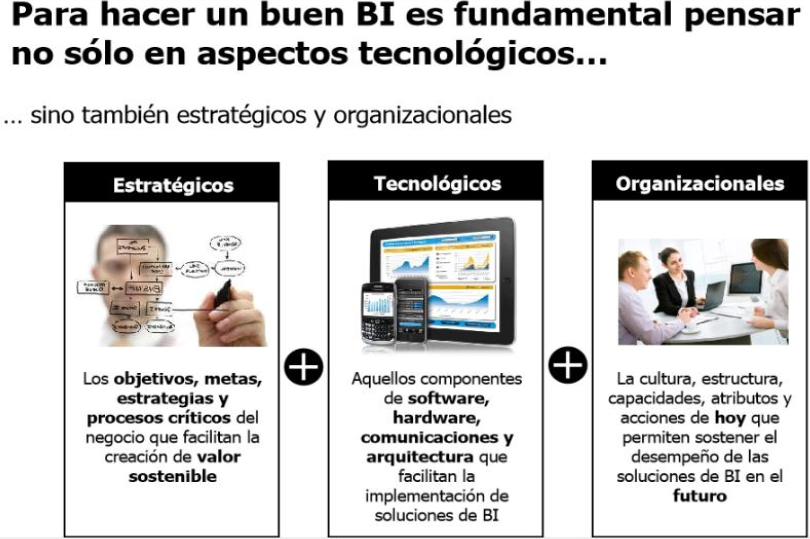 Para hacer un buen BI es fundamental pensar
no sólo en aspectos tecnológicos...
... sino también estratégicos y organizacionales
Estratégicos
Los objetivos, metas,
estrategias y
procesos críticos del
negocio que facilitan la
creación de valor
sostenible
Tecnológicos
Aquellos componentes
de software,
hardware,
comunicaciones y
arquitectura que
facilitan la
implementación de
soluciones de BI
Organizacionales
La cultura, estructura,
capacidades, atributos y
acciones de hoy que
permiten sostener el
desempeño de las
soluciones de BI en el
futuro